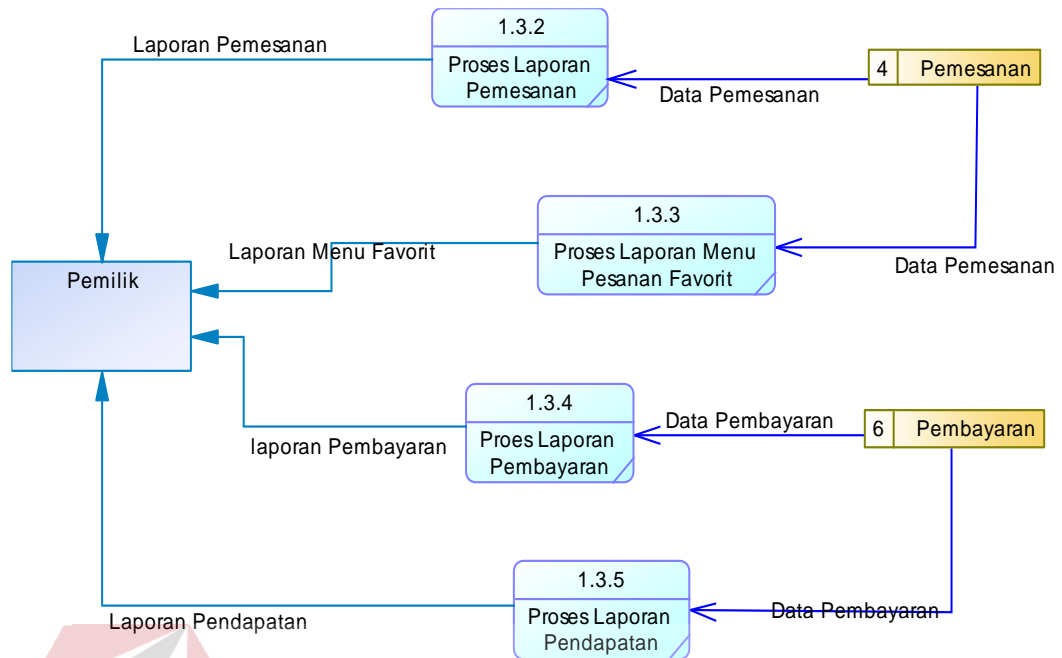 1.3.2
Laporan Pemesanan
Proses Laporan
Pemesanan
4 Pemesanan
Data Pemesanan
1.3.3
Laporan Menu Favorit
Proses Laporan Menu
Pesanan Favorit
Data Pemesanan
Pemilik
1.3.4
Data Pembayaran
6 Pembayaran
laporan Pembayaran
Proes Laporan
Pembayaran
1.3.5
Laporan Pendapatan
Proses Laporan
Pendapatan
Data Pembayaran